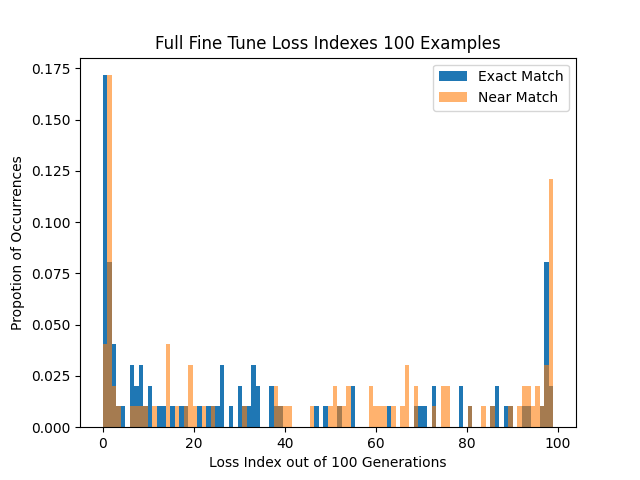 Full Fine Tune Loss Indexes 100 Examples
Exact Match
Near Match
Propotion of Occurrences
0.175
0.150
0.125
0.100
0.075
0.050
0.025
0.000
0 20 40 60 80 100
Loss Index out of 100 Generations